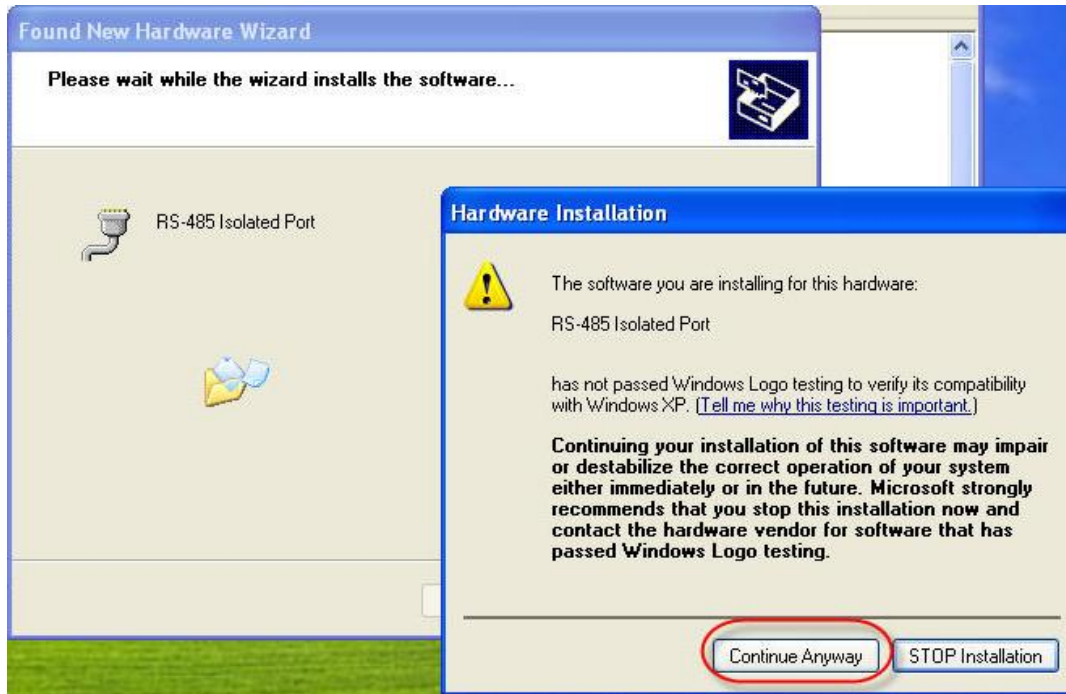 Found New Hardware Wizard
Please wait while the wizard installs the software...
RS-485 Isolated Port
Hardware Installation
The software you are installing for this hardware:
RS-485 Isolated Port
has not passed Windows Logo testing to verify its compatibility
with Windows XP. (Tell me why this testing is important.)
Continuing your installation of this software may impair
or destabilize the correct operation of your system
either immediately or in the future. Microsoft strongly
recommends that you stop this installation now and
contact the hardware vendor for software that has
passed Windows Logo testing.
Continue Anyway
STOP Installation